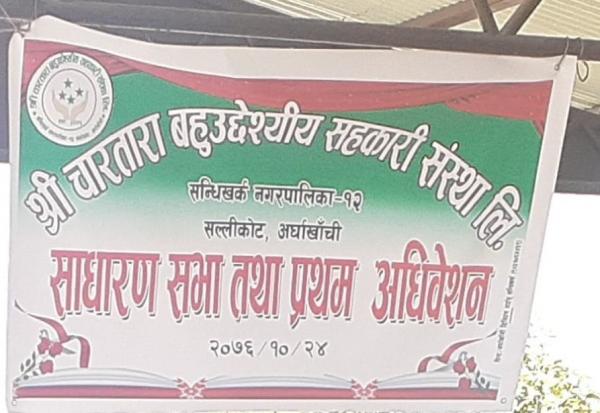 श्री चारतारा बहुउद्देश्यीय सहकारी संस्था लि.
सन्धिखर्क नगरपालिका-१२
सल्लीकोट, अर्घाखाँची
साधारण सभा तथा प्रथम अधिवेशन
२०७६/१०/२४